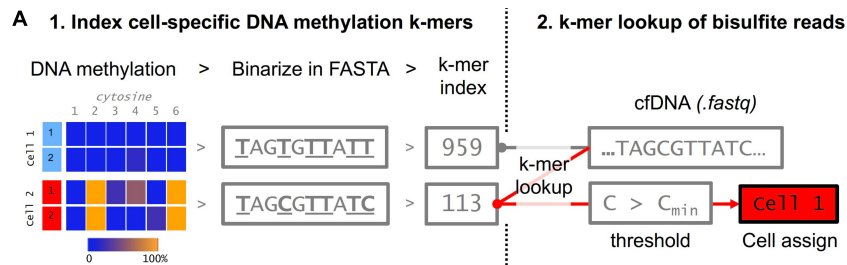 A 1. Index cell-specific DNA methylation k-mers
2. k-mer lookup of bisulfite reads
DNA methylation > Binarize in FASTA > k-mer index
cytosine
1 2 3 4 5 6
cell 1
1
2
> TAGTGTTATT > 959
cell 2
1
2
> TAGCGTTATC > 113
0 100%
k-mer lookup
cfDNA (.fastq)
...TAGCGTTATC...
C > Cmin
threshold
Cell 1
Cell assign